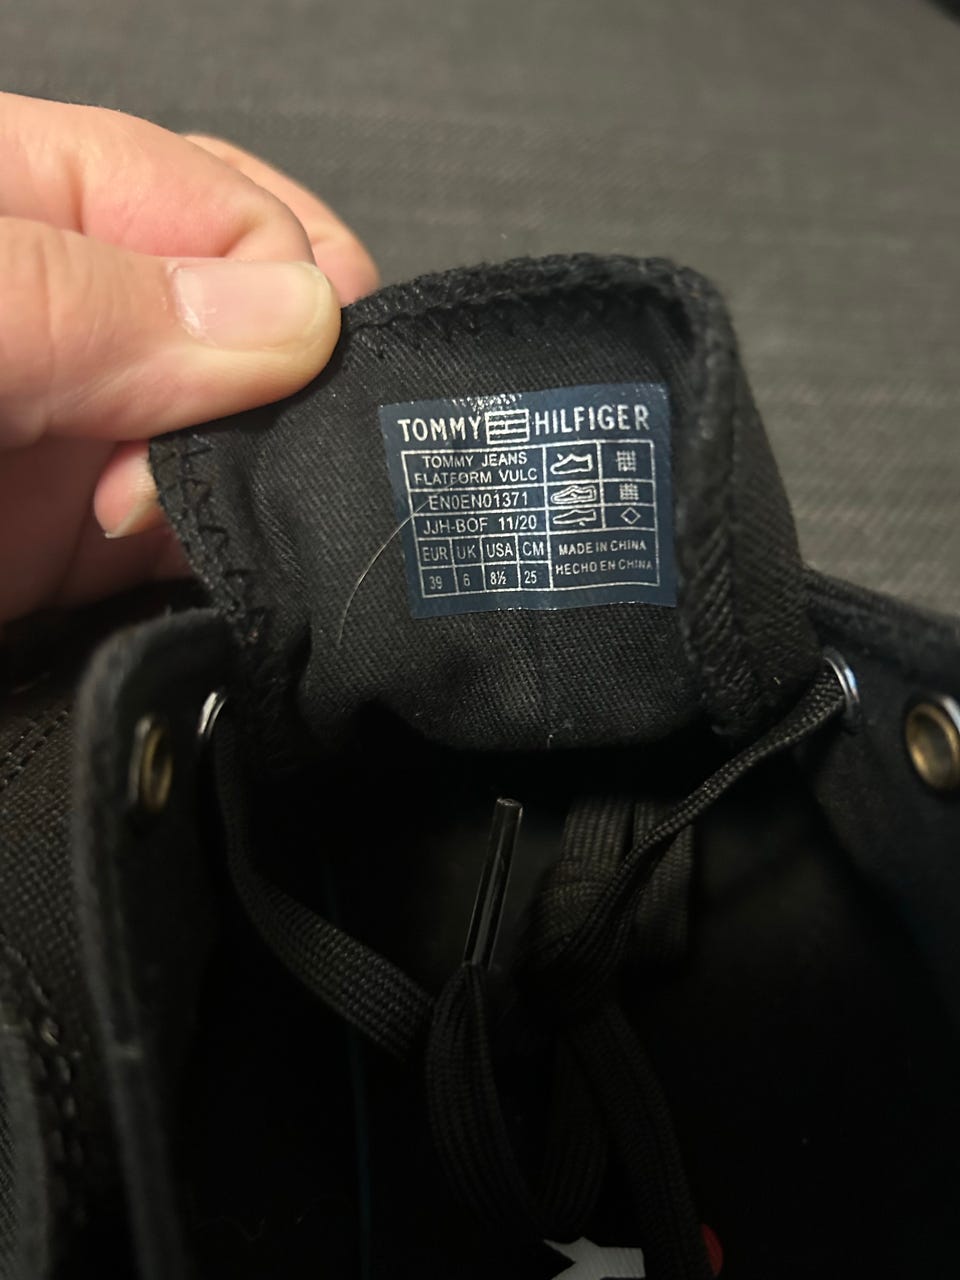 TOMMY HILFIGER
TOMMY JEANS
FLATFORM VULC
EN0EN01371
JJH-BOF 11/20
EUR UK USA CM
39 6 8½ 25
MADE IN CHINA
HECHO EN CHINA